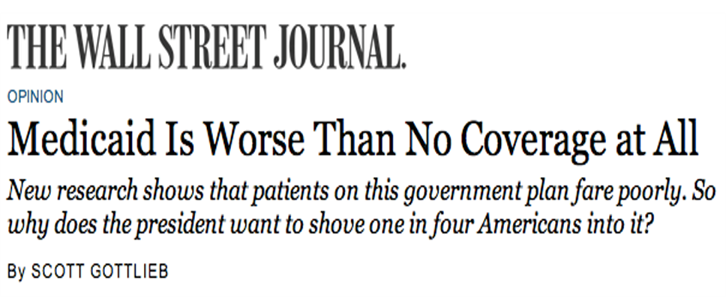 THE WALL STREET JOURNAL.
OPINION
Medicaid Is Worse Than No Coverage at All
New research shows that patients on this government plan fare poorly. So
why does the president want to shove one in four Americans into it?
By SCOTT GOTTLIEB